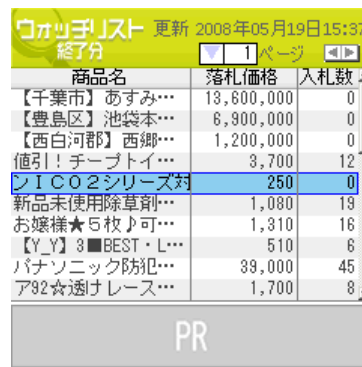 ウォッチリスト 更新 2008年05月19日15:37
終了分 1ページ
商品名 落札価格 入札数
【千葉市】あすみ… 13,600,000 0
【豊島区】池袋本… 6,900,000 0
【西白河郡】西郷… 1,200,000 0
値引！チープトイ… 3,700 12
ンＩＣＯ２シリーズ対 250 0
新品未使用除草剤… 1,080 19
お嬢様★５枚♪可… 1,310 16
【Y_Y】3■BEST・L… 510 6
パナソニック防犯… 39,000 45
ア92☆透けレース… 1,700 8
PR